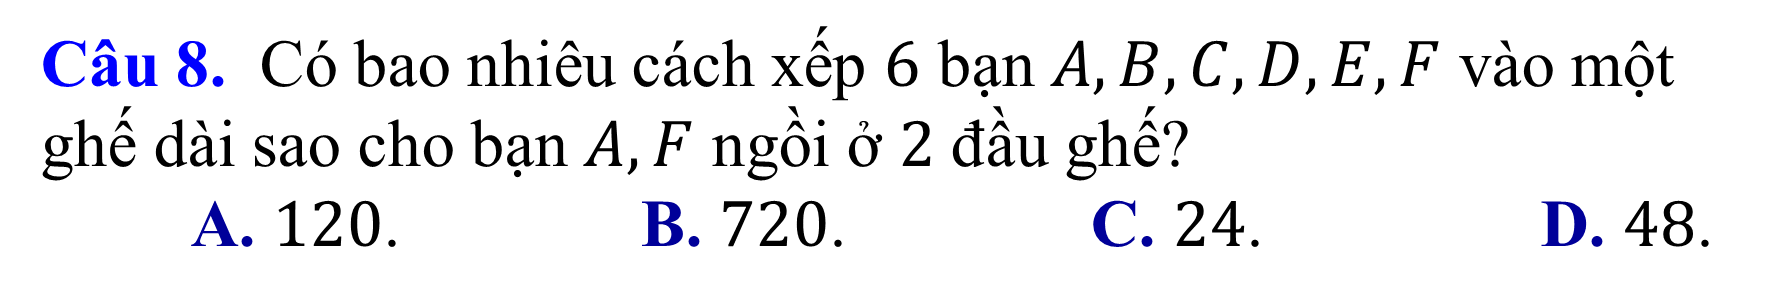 Câu 8. Có bao nhiêu cách xếp 6 bạn A, B, C, D, E, F vào một
ghế dài sao cho bạn A, F ngồi ở 2 đầu ghế?
A. 120. B. 720. C. 24. D. 48.